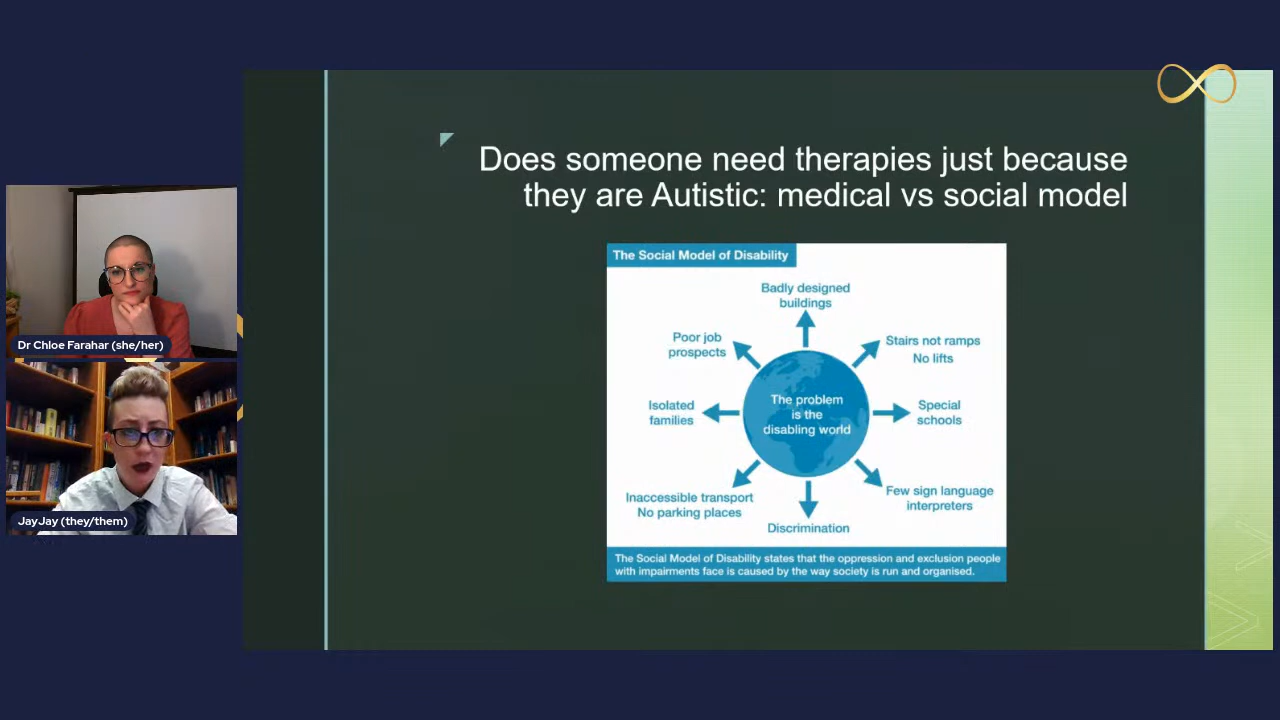 Does someone need therapies just because
they are Autistic: medical vs social model
The Social Model of Disability
Badly designed
buildings
Stairs not ramps
No lifts
Special
schools
Few sign language
interpreters
Discrimination
Inaccessible transport
No parking places
Isolated
families
Poor job
prospects
The problem
is the
disabling world
The Social Model of Disability states that the oppression and exclusion people
with impairments face is caused by the way society is run and organised.
Dr Chloe Farahar (she/her)
JayJay (they/them)